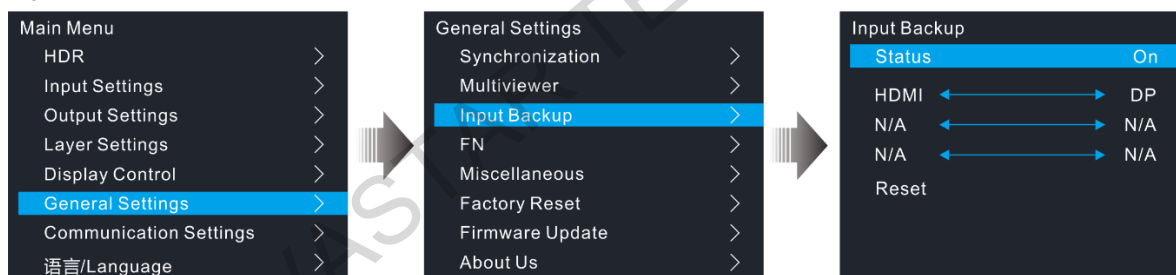 Main Menu
HDR
Input Settings
Output Settings
Layer Settings
Display Control
General Settings
Communication Settings
语言/Language
General Settings
Synchronization
Multiviewer
Input Backup
FN
Miscellaneous
Factory Reset
Firmware Update
About Us
Input Backup
Status On
HDMI DP
N/A N/A
N/A N/A
Reset